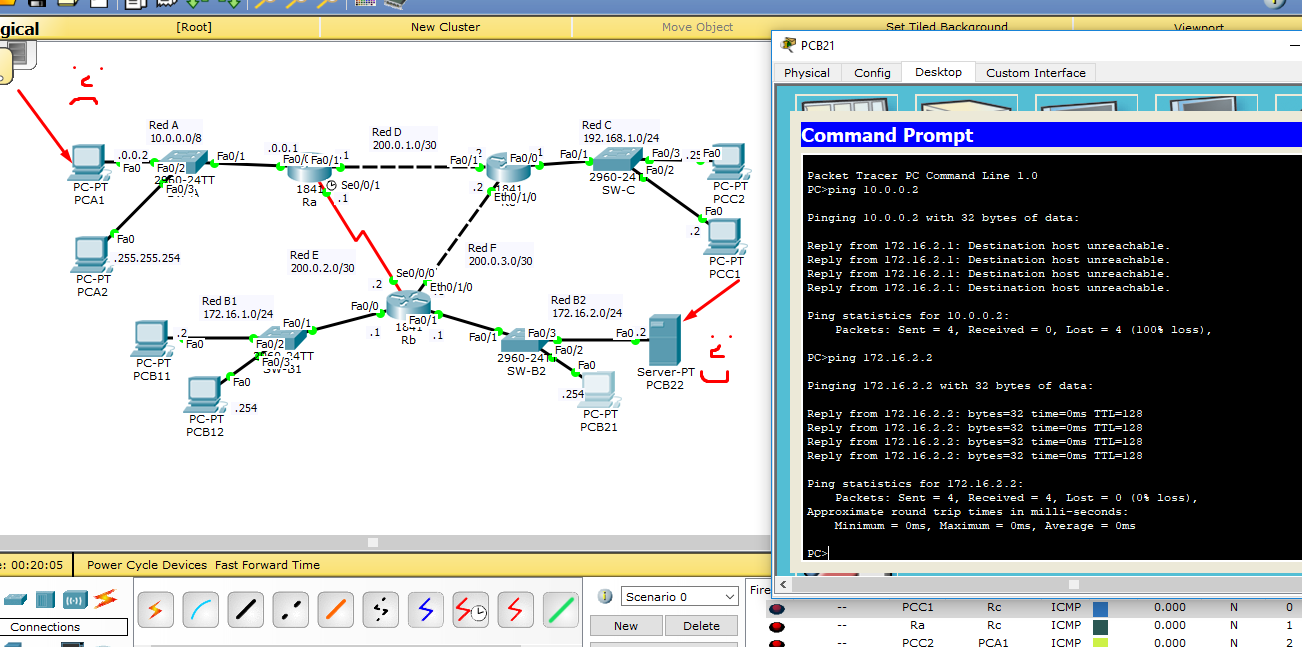 gical
[Root]
New Cluster
Move Object
Set Tiled Background
Viewport
PCB21
Physical
Config
Desktop
Custom Interface
Command Prompt
Packet Tracer PC Command Line 1.0
PC>ping 10.0.0.2
Pinging 10.0.0.2 with 32 bytes of data:
Reply from 172.16.2.1: Destination host unreachable.
Reply from 172.16.2.1: Destination host unreachable.
Reply from 172.16.2.1: Destination host unreachable.
Reply from 172.16.2.1: Destination host unreachable.
Ping statistics for 10.0.0.2:
Packets: Sent = 4, Received = 0, Lost = 4 (100% loss),
PC>ping 172.16.2.2
Pinging 172.16.2.2 with 32 bytes of data:
Reply from 172.16.2.2: bytes=32 time=0ms TTL=128
Reply from 172.16.2.2: bytes=32 time=0ms TTL=128
Reply from 172.16.2.2: bytes=32 time=0ms TTL=128
Reply from 172.16.2.2: bytes=32 time=0ms TTL=128
Ping statistics for 172.16.2.2:
Packets: Sent = 4, Received = 4, Lost = 0 (0% loss),
Approximate round trip times in milli-seconds:
Minimum = 0ms, Maximum = 0ms, Average = 0ms
PC>
Red A
10.0.0.0/8
.0.0.2
Fa0
Fa0/2
Fa0/1
2960-24TT
Fa0/3
PC-PT
PCA1
Fa0
.255.255.254
PC-PT
PCA2
.0.0.1
Fa0/0
Fa0/1
.1
Se0/0/1
.1
1841
Ra
Red D
200.0.1.0/30
Fa0/1
.2
Fa0/0
1
.2
1841
Eth0/1/0
Red C
192.168.1.0/24
Fa0/1
Fa0/3
.25
Fa0
Fa0/2
2960-24T
SW-C
PC-PT
PCC2
Fa0
.2
PC-PT
PCC1
Red E
200.0.2.0/30
Red F
200.0.3.0/30
Se0/0/0
.2
Eth0/1/0
Fa0/0
Fa0/1
.1
.1
1841
Rb
Red B1
172.16.1.0/24
Fa0/1
.2
Fa0
Fa0/2
2960-24TT
Fa0/3
SW-B1
PC-PT
PCB11
Fa0
.254
PC-PT
PCB12
Red B2
172.16.2.0/24
Fa0/1
Fa0/3
Fa0
.2
Fa0/2
2960-24T
SW-B2
Server-PT
PCB22
Fa0
.254
PC-PT
PCB21
e: 00:20:05
Power Cycle Devices
Fast Forward Time
Connections
Scenario 0
New
Delete
Fire
-- PCC1 Rc ICMP 0.000 N 0
-- Ra Rc ICMP 0.000 N 1
-- PCC2 PCA1 ICMP 0.000 N 2